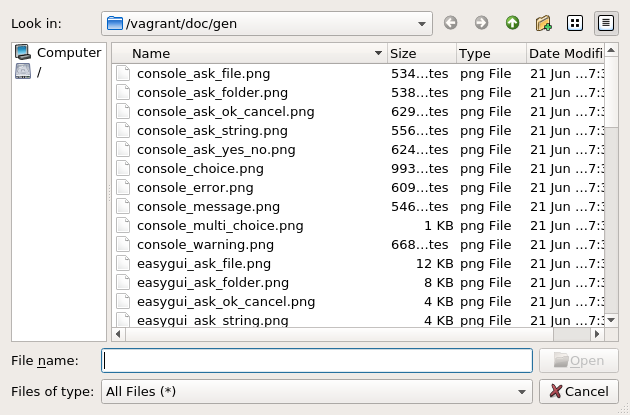 Look in: /vagrant/doc/gen
Computer
/
Name Size Type Date Modifi
console_ask_file.png 534...tes png File 21 Jun ...7:3
console_ask_folder.png 538...tes png File 21 Jun ...7:3
console_ask_ok_cancel.png 629...tes png File 21 Jun ...7:3
console_ask_string.png 556...tes png File 21 Jun ...7:3
console_ask_yes_no.png 624...tes png File 21 Jun ...7:3
console_choice.png 993...tes png File 21 Jun ...7:3
console_error.png 609...tes png File 21 Jun ...7:3
console_message.png 546...tes png File 21 Jun ...7:3
console_multi_choice.png 1 KB png File 21 Jun ...7:3
console_warning.png 668...tes png File 21 Jun ...7:3
easygui_ask_file.png 12 KB png File 21 Jun ...7:3
easygui_ask_folder.png 8 KB png File 21 Jun ...7:3
easygui_ask_ok_cancel.png 4 KB png File 21 Jun ...7:3
easygui_ask_string.png 4 KB png File 21 Jun ...7:3
File name: Open
Files of type: All Files (*) Cancel